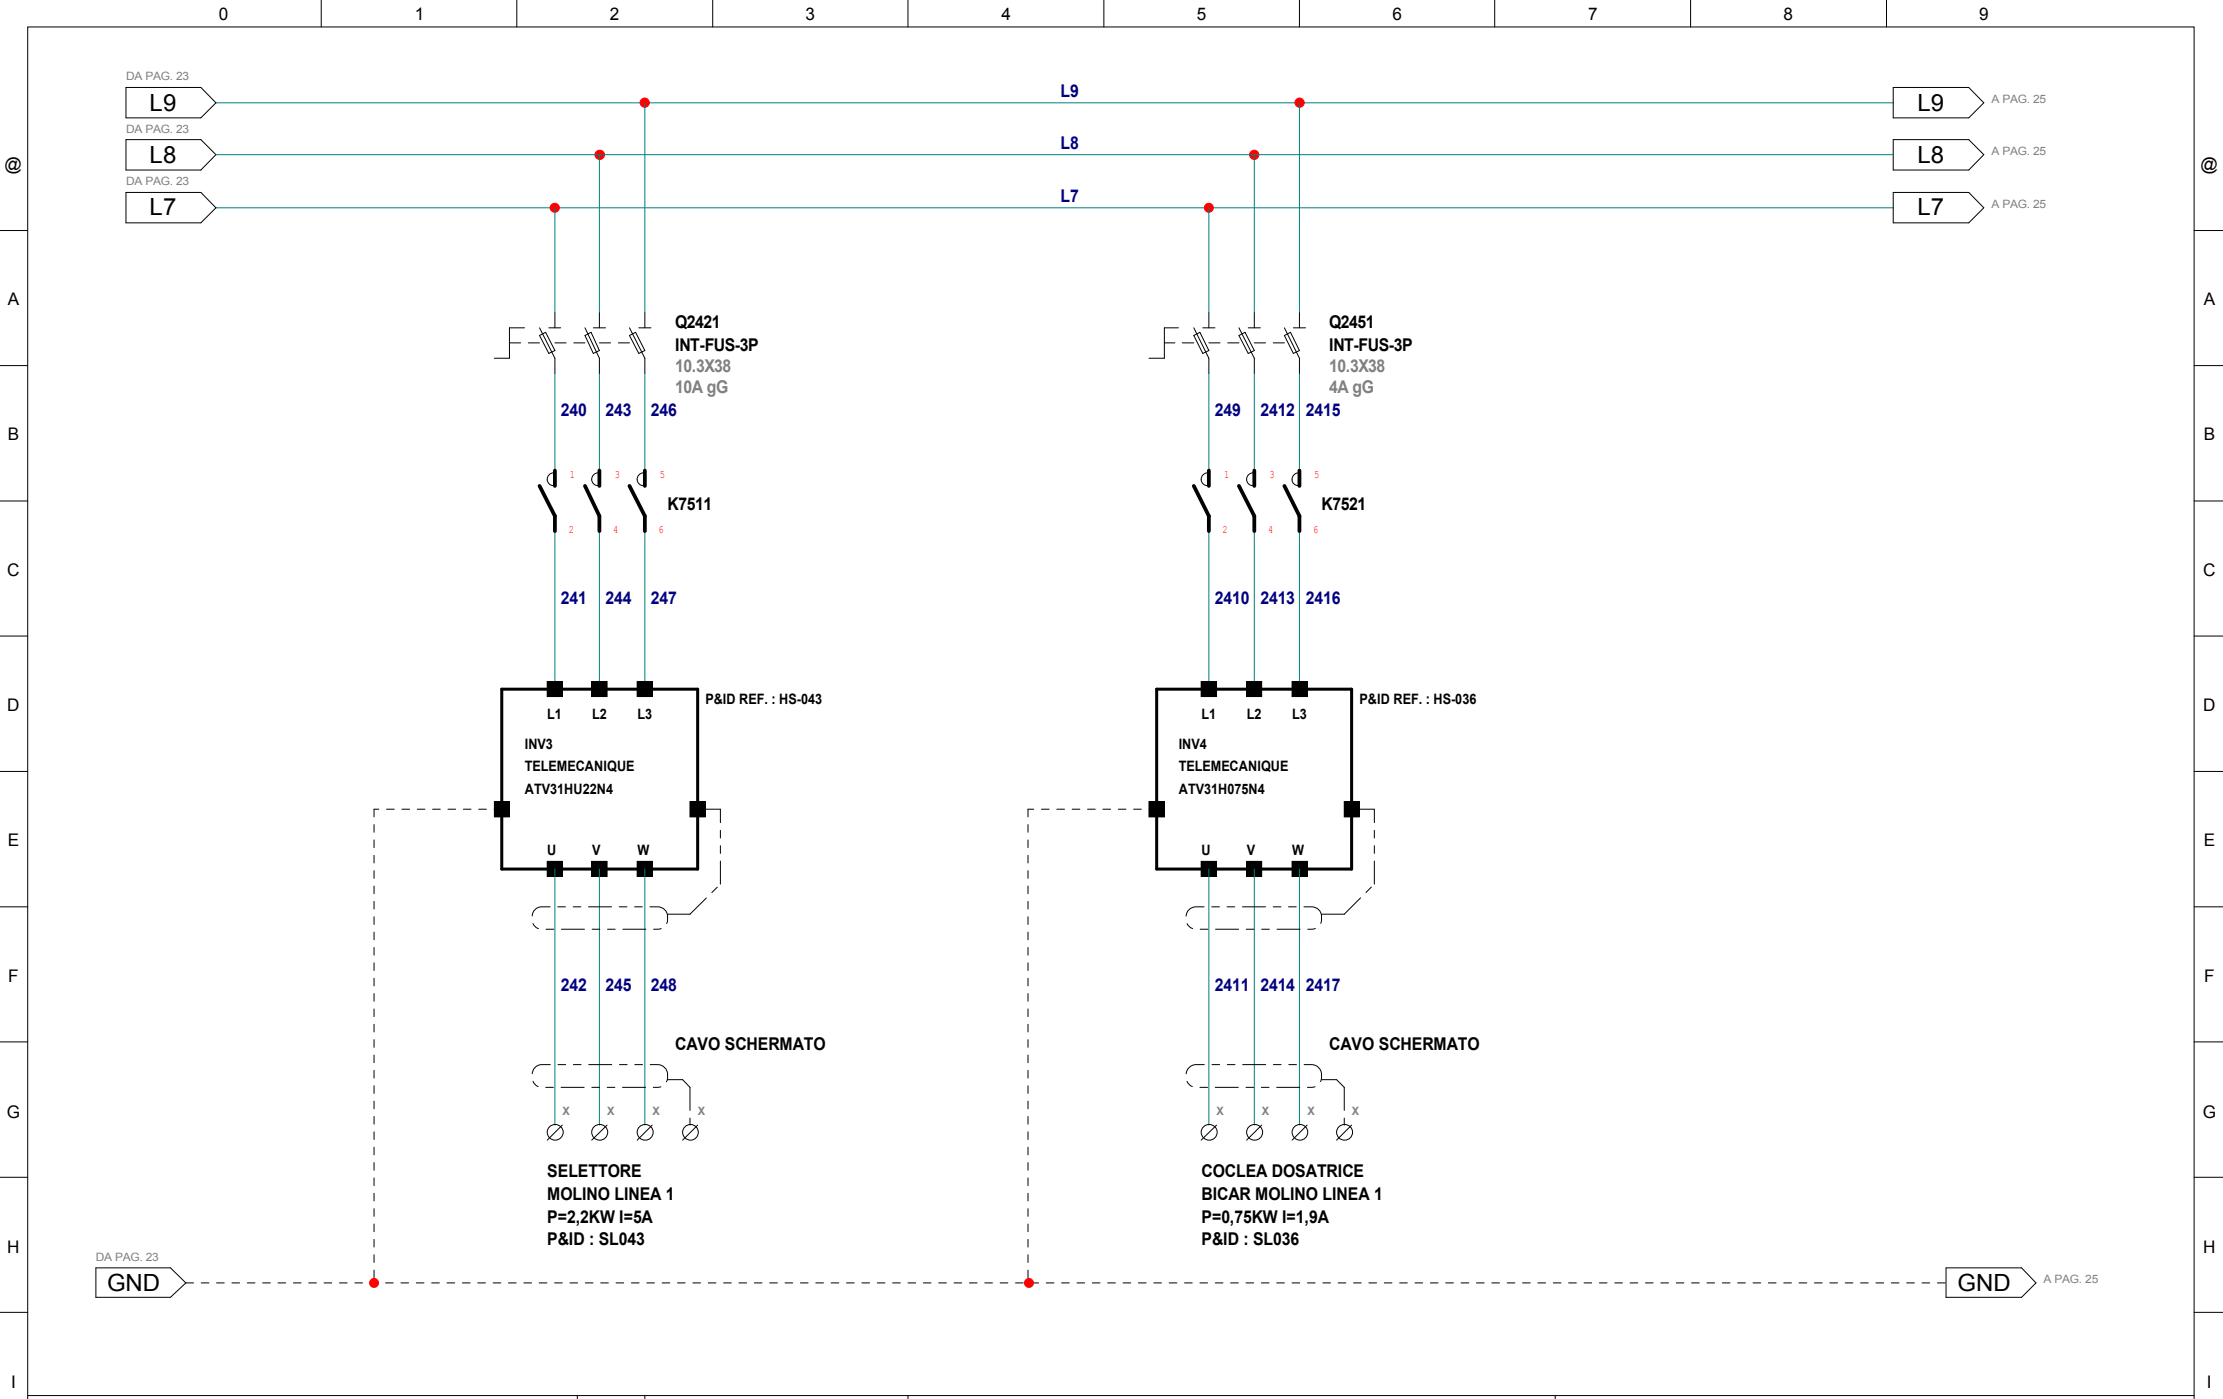 0 1 2 3 4 5 6 7 8 9
DA PAG. 23
L9 L9 L9 A PAG. 25
DA PAG. 23
L8 L8 L8 A PAG. 25
@ @
DA PAG. 23
L7 L7 L7 A PAG. 25
A A
Q2421
INT-FUS-3P
10.3X38
10A gG
Q2451
INT-FUS-3P
10.3X38
4A gG
240 243 246 249 2412 2415
B B
1 3 5 1 3 5
K7511 K7521
2 4 6 2 4 6
C C
241 244 247 2410 2413 2416
D D
P&ID REF. : HS-043
L1 L2 L3
INV3
TELEMECANIQUE
ATV31HU22N4
U V W
P&ID REF. : HS-036
L1 L2 L3
INV4
TELEMECANIQUE
ATV31H075N4
U V W
E E
F F
242 245 248 2411 2414 2417
CAVO SCHERMATO CAVO SCHERMATO
G G
x x x x x x x x
SELETTORE
MOLINO LINEA 1
P=2,2KW I=5A
P&ID : SL043
COCLEA DOSATRICE
BICAR MOLINO LINEA 1
P=0,75KW I=1,9A
P&ID : SL036
H H
DA PAG. 23
GND GND A PAG. 25
I I